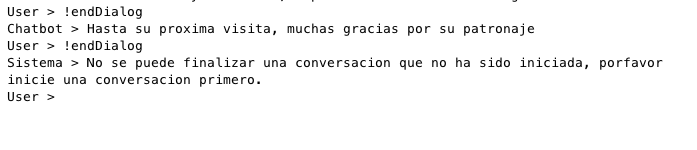 User > !endDialog
Chatbot > Hasta su proxima visita, muchas gracias por su patronaje
User > !endDialog
Sistema > No se puede finalizar una conversacion que no ha sido iniciada, porfavor
inicie una conversacion primero.
User >